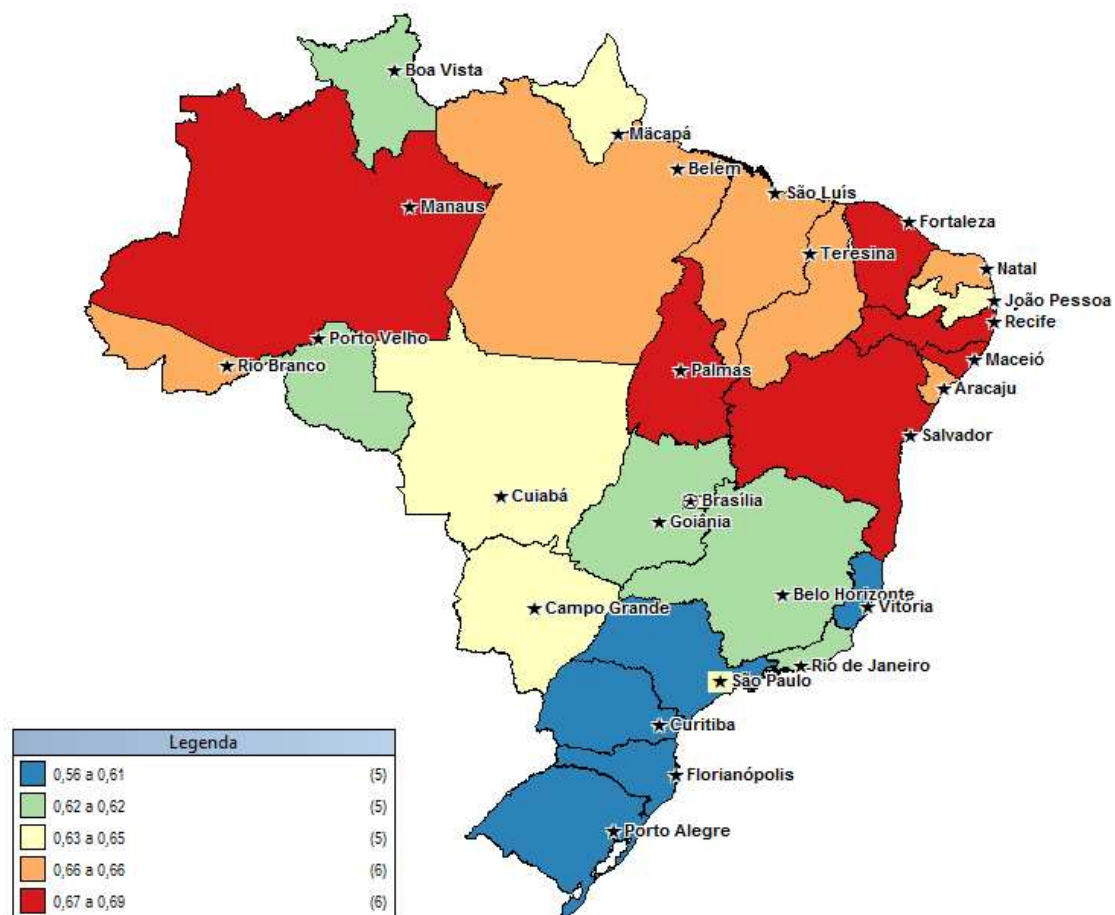 Boa Vista
Mäcapá
Belém
São Luís
Manaus
Fortaleza
Teresina
Natal
João Pessoa
Recife
Porto Velho
Rio Branco
Palmas
Maceió
Aracaju
Salvador
Cuiabá
Brasília
Goiânia
Belo Horizonte
Campo Grande
Vitória
Rio de Janeiro
São Paulo
Curitiba
Florianópolis
Porto Alegre
Legenda
0,56 a 0,61 (5)
0,62 a 0,62 (5)
0,63 a 0,65 (5)
0,66 a 0,66 (6)
0,67 a 0,69 (6)